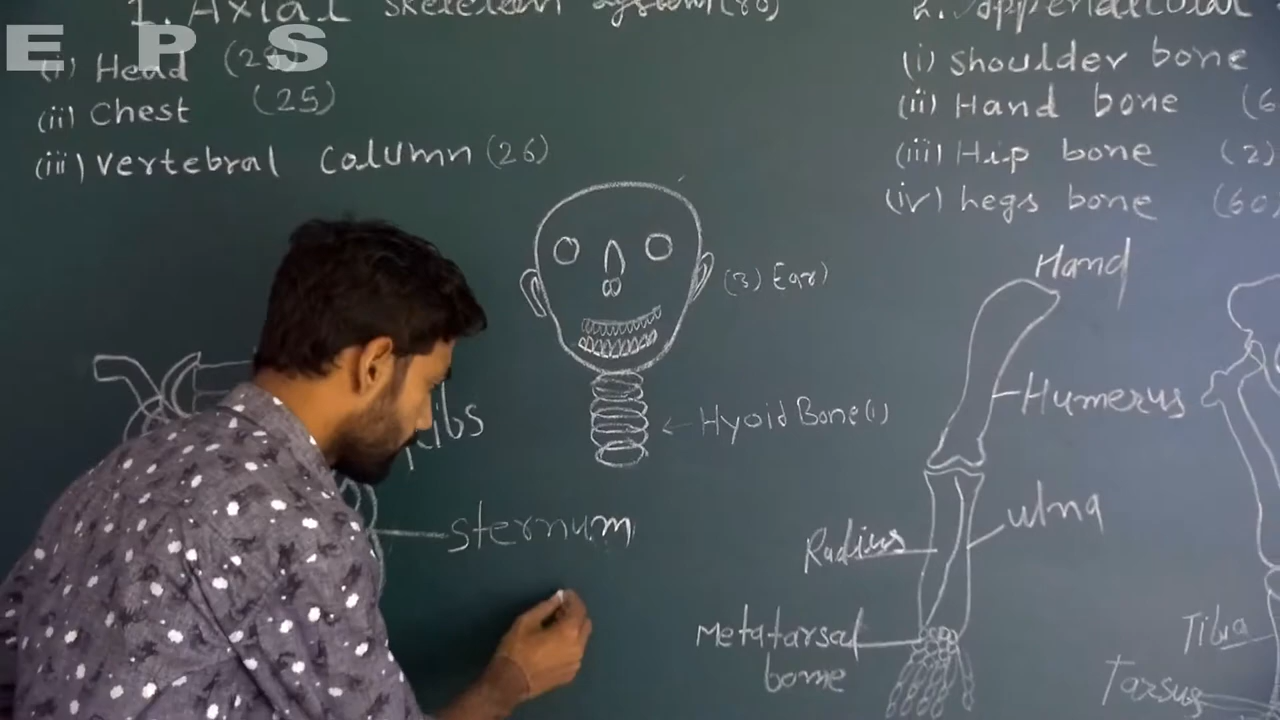 E P S
1. Axial skeleton system (80)
(i) Head (29)
(ii) Chest (25)
(iii) Vertebral column (26)
2. Appendicular
(i) shoulder bone
(ii) Hand bone (6
(iii) Hip bone (2)
(iv) Legs bone (60)
(3) Ear)
Hyoid Bone (1)
Ribs
sternum
Hand
Humerus
Radius
ulna
Metatarsal
bome
Tibia
Tarsus